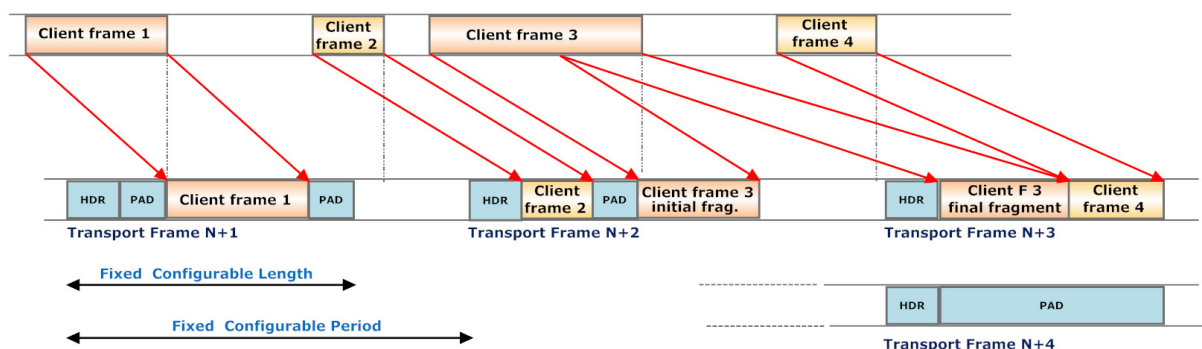 Client frame 1
Client
frame 2
Client frame 3
Client
frame 4
HDR
PAD
Client frame 1
PAD
HDR
Client
frame 2
PAD
Client frame 3
initial frag.
HDR
Client F 3
final fragment
Client
frame 4
Transport Frame N+1
Transport Frame N+2
Transport Frame N+3
Fixed Configurable Length
HDR
PAD
Fixed Configurable Period
Transport Frame N+4